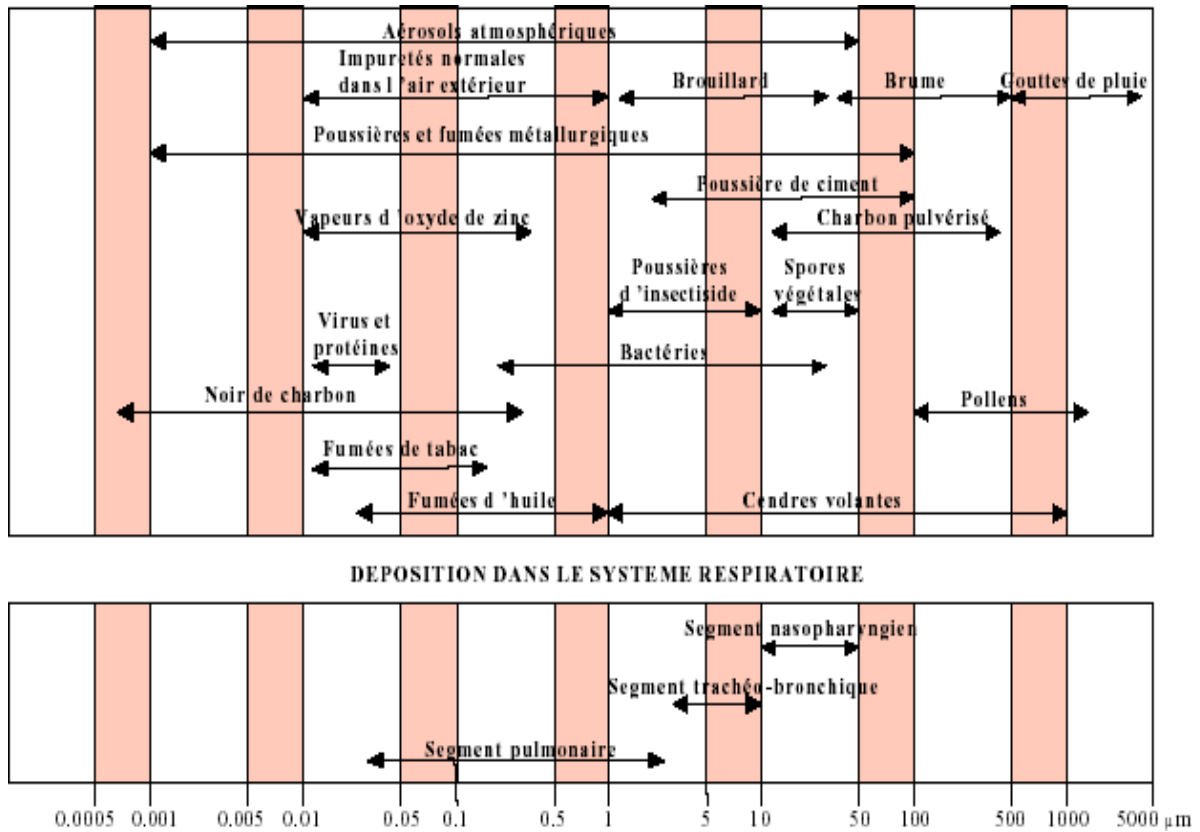 Aérosols atmosphériques
Impuretés normales
dans l 'air extérieur
Brouillard
Brume
Gouttes de pluie
Poussières et fumées métallurgiques
Poussière de ciment
Vapeurs d 'oxyde de zinc
Charbon pulvérisé
Poussières
d 'insectiside
Spores
végétales
Virus et
protéines
Bactéries
Noir de charbon
Pollens
Fumées de tabac
Fumées d 'huile
Cendres volantes
DEPOSITION DANS LE SYSTEME RESPIRATOIRE
Segment nasopharyngien
Segment trachéo-bronchique
Segment pulmonaire
0.0005 0.001 0.005 0.01 0.05 0.1 0.5 1 5 10 50 100 500 1000 5000 µm